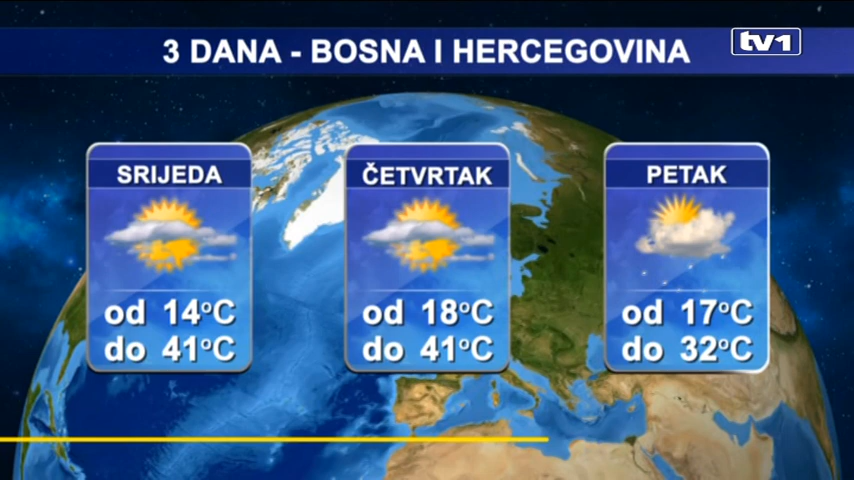 3 DANA - BOSNA I HERCEGOVINA
tv1
SRIJEDA
od 14°C
do 41°C
ČETVRTAK
od 18°C
do 41°C
PETAK
od 17°C
do 32°C